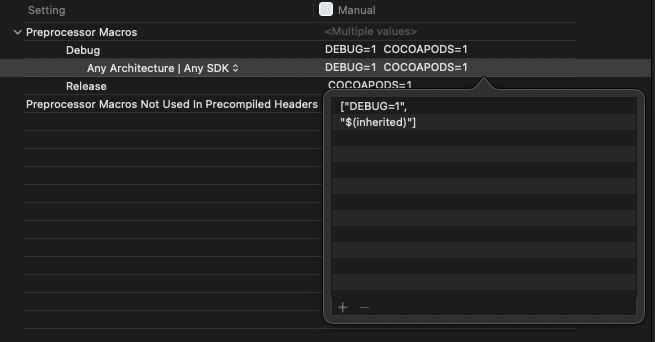 Setting Manual
Preprocessor Macros <Multiple values>
Debug DEBUG=1 COCOAPODS=1
Any Architecture | Any SDK DEBUG=1 COCOAPODS=1
Release COCOAPODS=1
Preprocessor Macros Not Used In Precompiled Headers
["DEBUG=1",
"$(inherited)"]